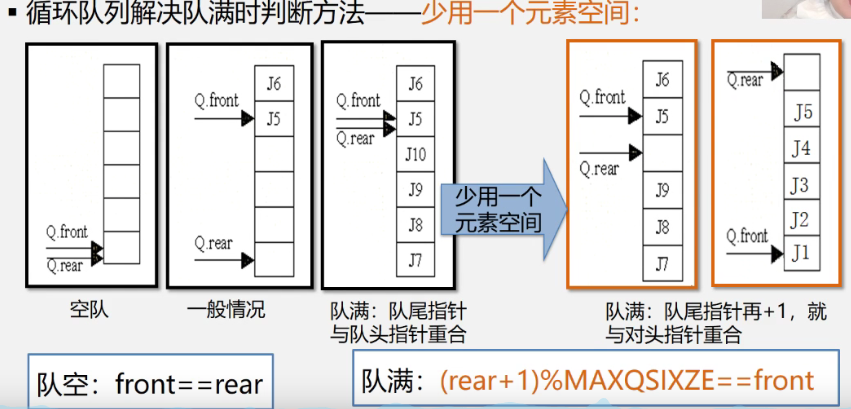 ▪ 循环队列解决队满时判断方法——少用一个元素空间：
Q.front
Q.rear
空队
Q.front
J6
J5
Q.rear
一般情况
Q.front
Q.rear
J6
J5
J10
J9
J8
J7
队满：队尾指针
与队头指针重合
少用一个
元素空间
Q.front
Q.rear
J6
J5
J9
J8
J7
Q.rear
J5
J4
J3
J2
Q.front
J1
队满：队尾指针再+1，就
与对头指针重合
队空：front==rear
队满：(rear+1)%MAXQSIXZE==front